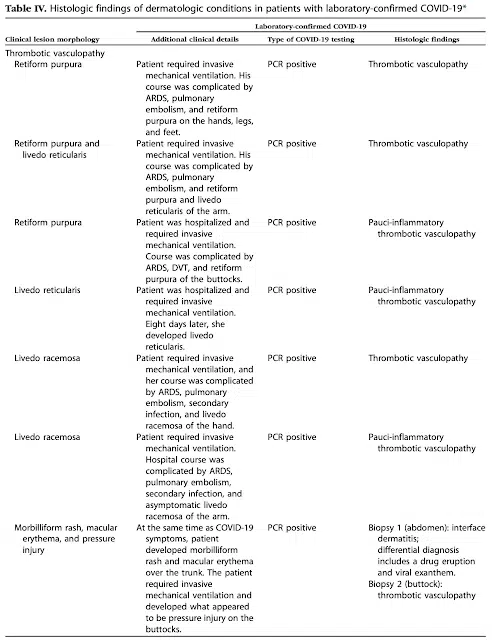 Table IV. Histologic findings of dermatologic conditions in patients with laboratory-confirmed COVID-19*
Laboratory-confirmed COVID-19
Clinical lesion morphology Additional clinical details Type of COVID-19 testing Histologic findings
Thrombotic vasculopathy
Retiform purpura Patient required invasive PCR positive Thrombotic vasculopathy
mechanical ventilation. His
course was complicated by
ARDS, pulmonary
embolism, and retiform
purpura on the hands, legs,
and feet.
Retiform purpura and Patient required invasive PCR positive Thrombotic vasculopathy
livedo reticularis mechanical ventilation. His
course was complicated by
ARDS, pulmonary
embolism, and retiform
purpura and livedo
reticularis of the arm.
Retiform purpura Patient was hospitalized and PCR positive Pauci-inflammatory
required invasive thrombotic vasculopathy
mechanical ventilation.
Course was complicated by
ARDS, DVT, and retiform
purpura of the buttocks.
Livedo reticularis Patient was hospitalized and PCR positive Pauci-inflammatory
required invasive thrombotic vasculopathy
mechanical ventilation.
Eight days later, she
developed livedo
reticularis.
Livedo racemosa Patient required invasive PCR positive Thrombotic vasculopathy
mechanical ventilation, and
her course was complicated
by ARDS, pulmonary
embolism, secondary
infection, and livedo
racemosa of the hand.
Livedo racemosa Patient required invasive PCR positive Pauci-inflammatory
mechanical ventilation. thrombotic vasculopathy
Hospital course was
complicated by ARDS,
pulmonary embolism,
secondary infection, and
asymptomatic livedo
racemosa of the arm.
Morbilliform rash, macular At the same time as COVID-19 PCR positive Biopsy 1 (abdomen): interface
erythema, and pressure symptoms, patient dermatitis;
injury developed morbilliform differential diagnosis
rash and macular erythema includes a drug eruption
over the trunk. The patient and viral exanthem.
required invasive Biopsy 2 (buttock):
mechanical ventilation and thrombotic vasculopathy
developed what appeared
to be pressure injury on the
buttocks.